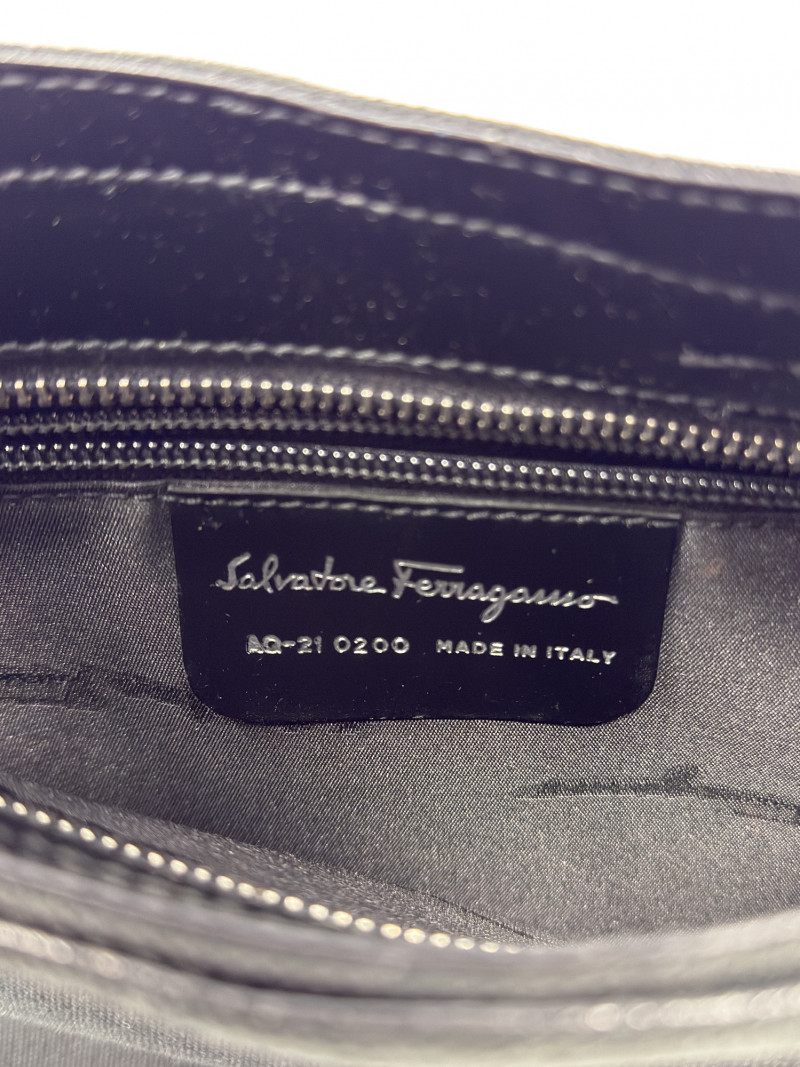 Salvatore Ferragamo
AQ-21 0200 MADE IN ITALY